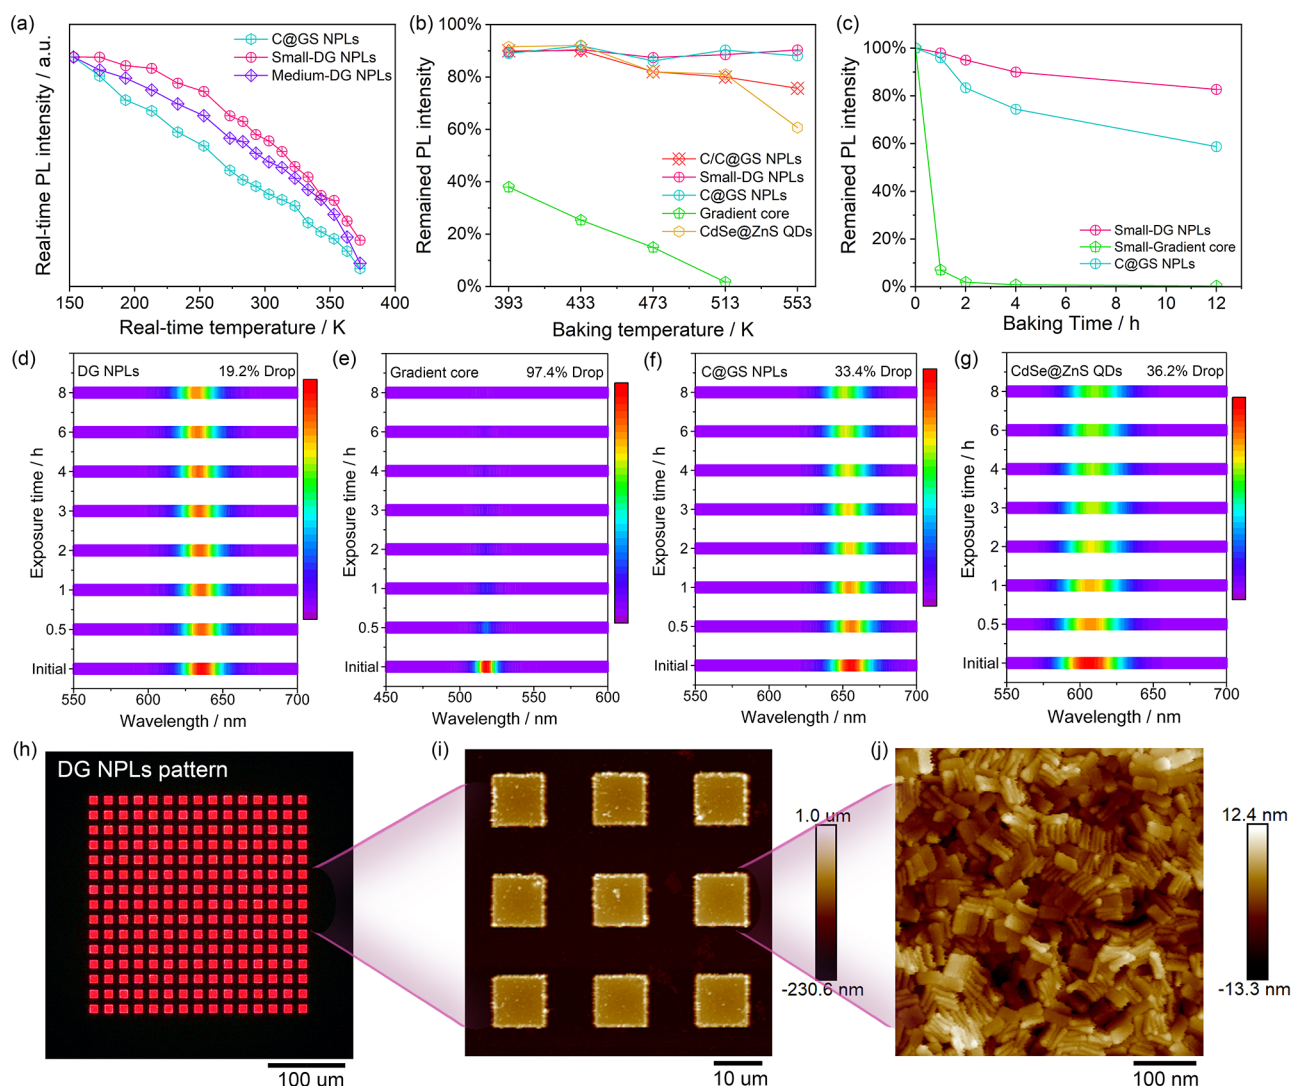 (a)
Real-time PL intensity / a.u.
C@GS NPLs
Small-DG NPLs
Medium-DG NPLs
150 200 250 300 350 400
Real-time temperature / K
(b)
Remained PL intensity
100%
80%
60%
40%
20%
0%
C/C@GS NPLs
Small-DG NPLs
C@GS NPLs
Gradient core
CdSe@ZnS QDs
393 433 473 513 553
Baking temperature / K
(c)
Remained PL intensity
100%
80%
60%
40%
20%
0%
Small-DG NPLs
Small-Gradient core
C@GS NPLs
0 2 4 6 8 10 12
Baking Time / h
(d)
DG NPLs 19.2% Drop
Exposure time / h
8
6
4
3
2
1
0.5
Initial
550 600 650 700
Wavelength / nm
(e)
Gradient core 97.4% Drop
Exposure time / h
8
6
4
3
2
1
0.5
Initial
450 500 550 600
Wavelength / nm
(f)
C@GS NPLs 33.4% Drop
Exposure time / h
8
6
4
3
2
1
0.5
Initial
550 600 650 700
Wavelength / nm
(g)
CdSe@ZnS QDs 36.2% Drop
Exposure time / h
8
6
4
3
2
1
0.5
Initial
550 600 650 700
Wavelength / nm
(h)
DG NPLs pattern
100 um
(i)
1.0 um
-230.6 nm
10 um
(j)
12.4 nm
-13.3 nm
100 nm